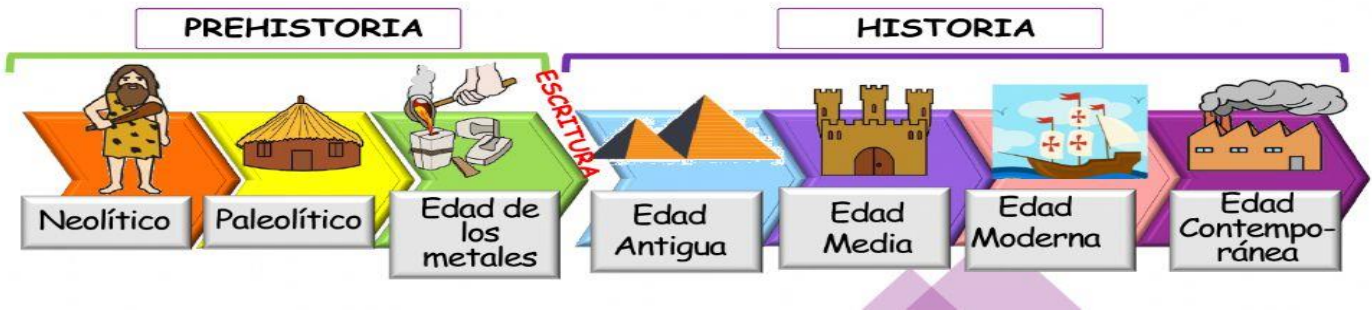 PREHISTORIA
HISTORIA
ESCRITURA
Neolítico
Paleolítico
Edad de
los
metales
Edad
Antigua
Edad
Media
Edad
Moderna
Edad
Contempo-
ránea